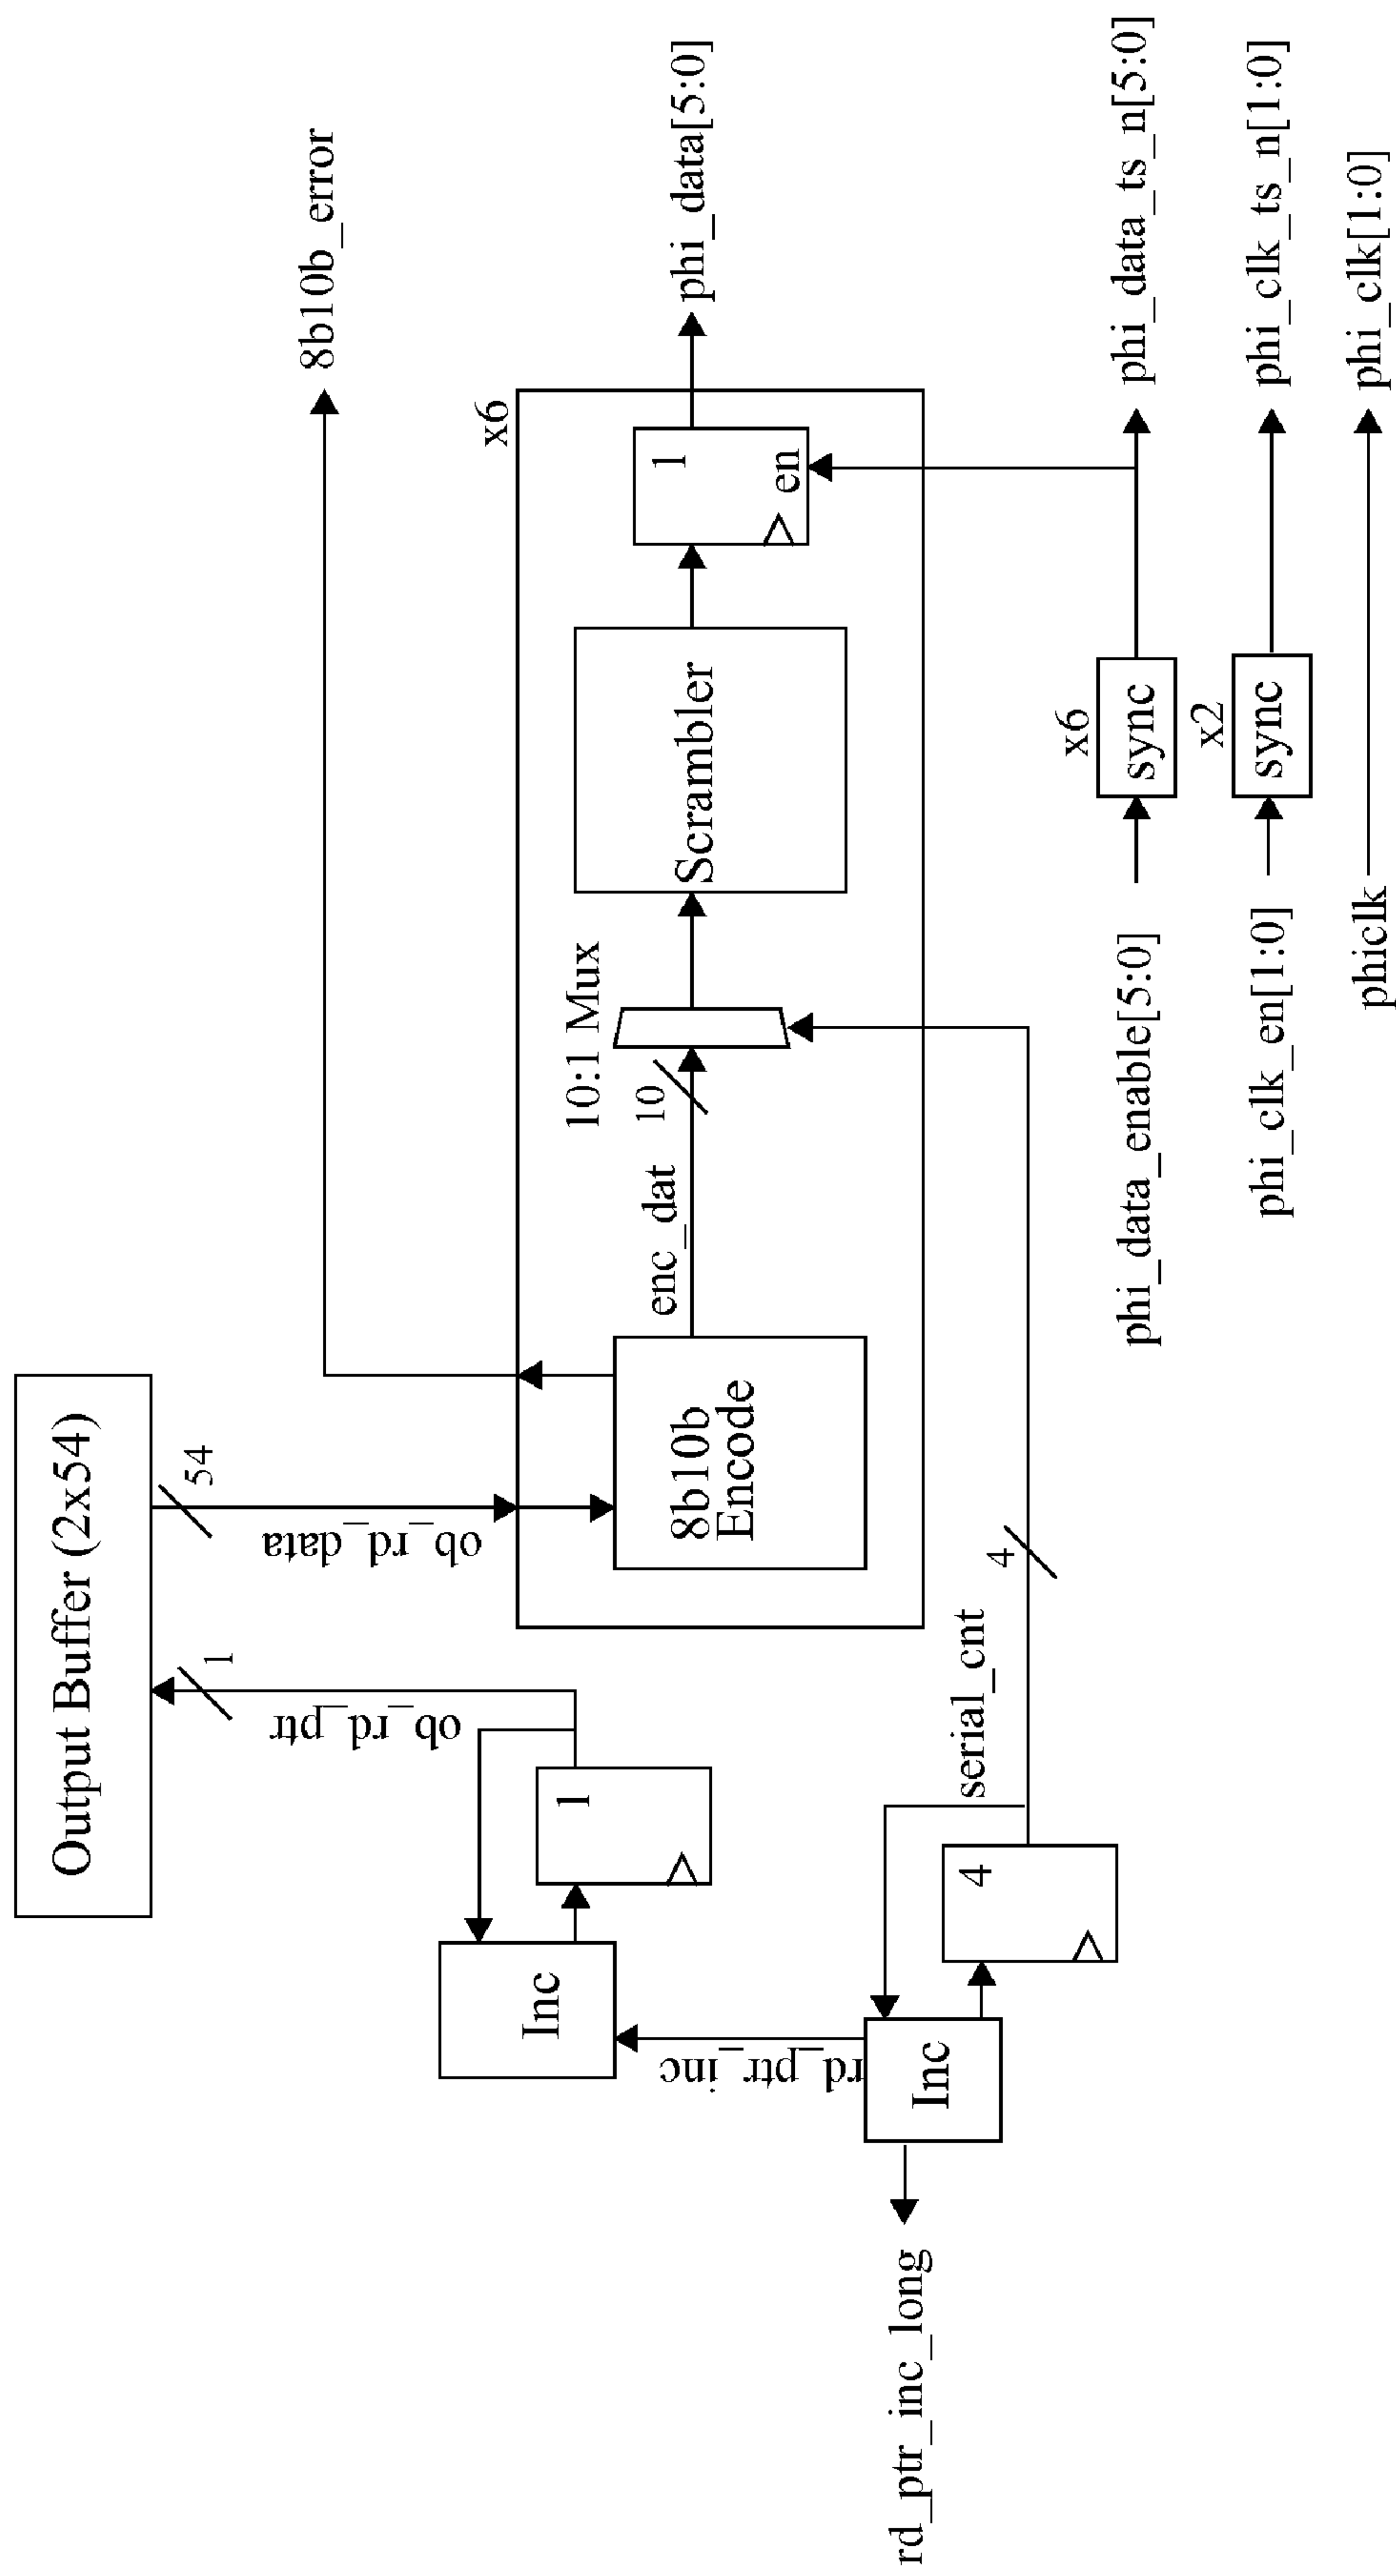 Output Buffer (2x54)
54
1
ob_rd_data
ob_rd_ptr
8b10b_error
x6
Inc
1
8b10b
Encode
enc_dat
10
10:1 Mux
Scrambler
1
en
phi_data[5:0]
rd_ptr_inc
rd_ptr_inc_long
Inc
4
serial_cnt
4
phi_data_enable[5:0]
x6
sync
phi_data_ts_n[5:0]
phi_clk_en[1:0]
x2
sync
phi_clk_ts_n[1:0]
phiclk
phi_clk[1:0]